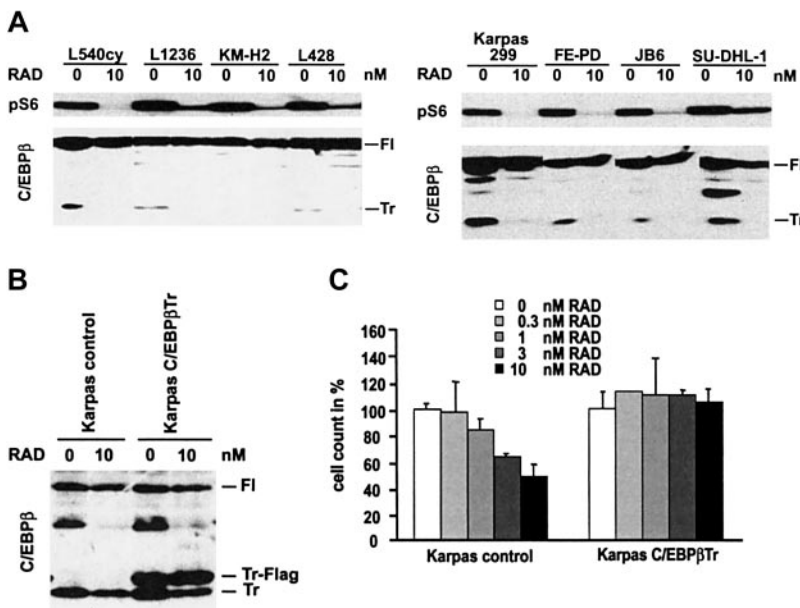 A
L540cy L1236 KM-H2 L428
RAD 0 10 0 10 0 10 0 10 nM
pS6
C/EBPβ
Fl
Tr
Karpas
299 FE-PD JB6 SU-DHL-1
RAD 0 10 0 10 0 10 0 10 nM
pS6
C/EBPβ
Fl
Tr
B
Karpas control
Karpas C/EBPβTr
RAD 0 10 0 10 nM
C/EBPβ
Fl
Tr-Flag
Tr
C
0 nM RAD
0.3 nM RAD
1 nM RAD
3 nM RAD
10 nM RAD
cell count in %
160
140
120
100
80
60
40
20
0
Karpas control Karpas C/EBPβTr